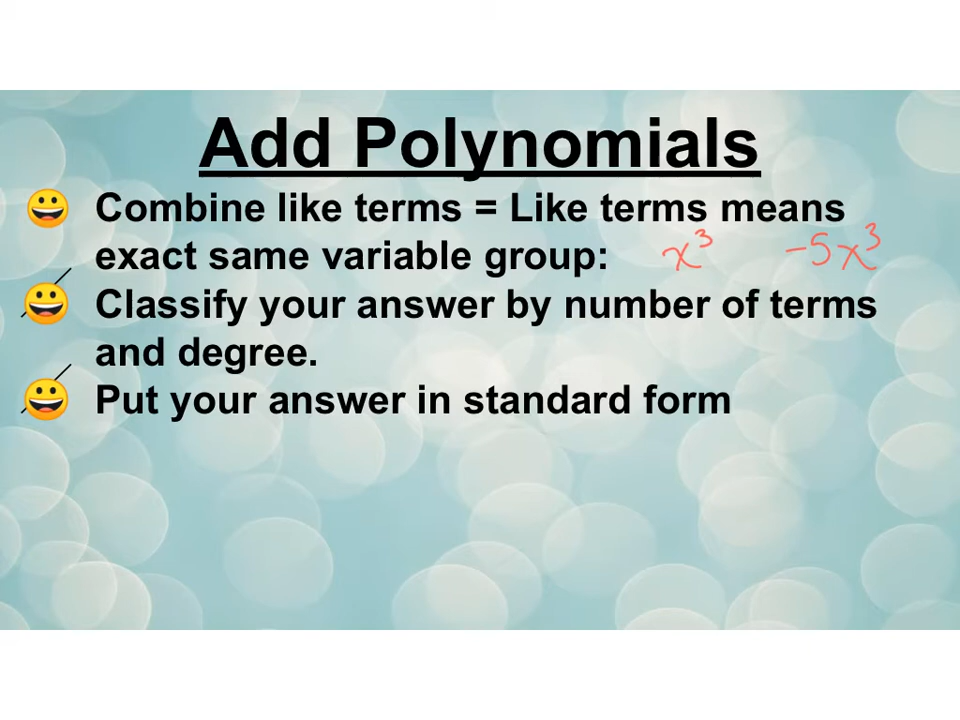 Add Polynomials
😀 Combine like terms = Like terms means
exact same variable group: x³ -5x³
😀 Classify your answer by number of terms
and degree.
😀 Put your answer in standard form